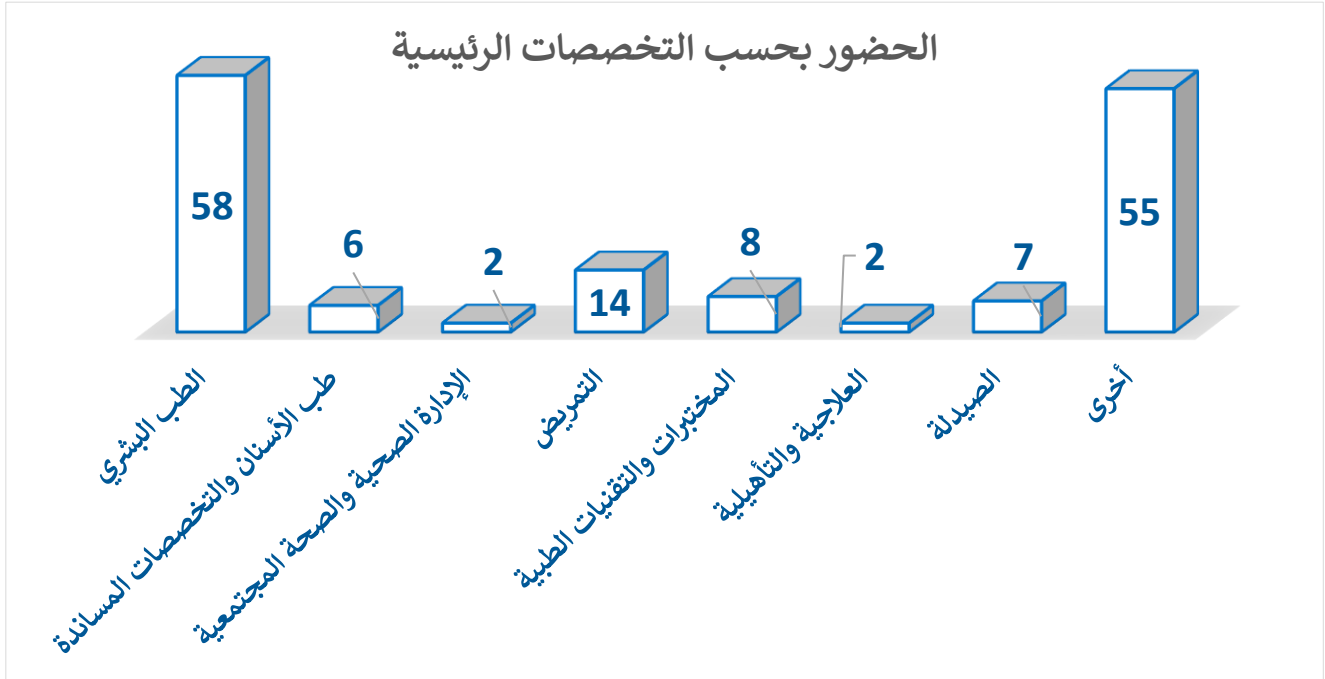 الحضور بحسب التخصصات الرئيسية
58
6
2
14
8
2
7
55
الطب البشري
طب الأسنان والتخصصات المساندة
الإدارة الصحية والصحة المجتمعية
التمريض
المختبرات والتقنيات الطبية
العلاجية والتأهيلية
الصيدلة
أخرى